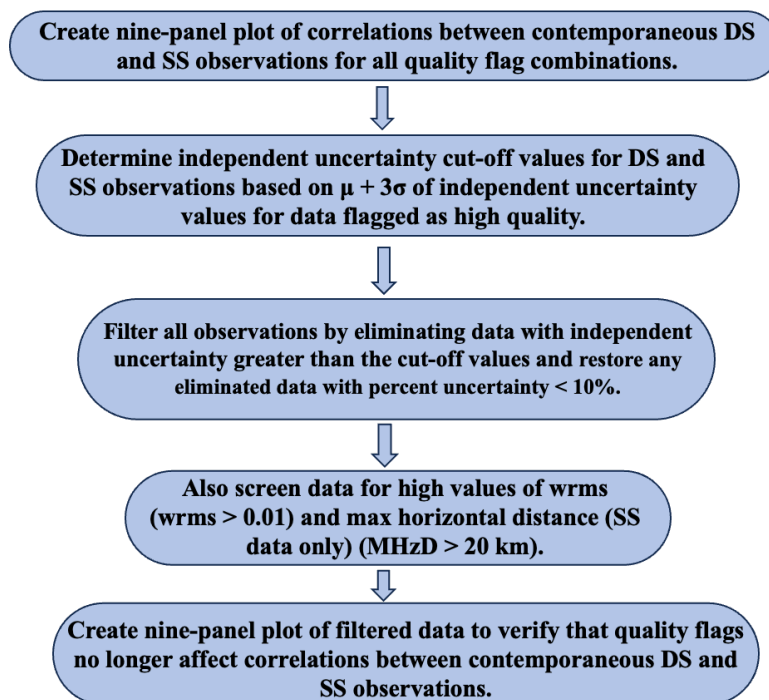 Create nine-panel plot of correlations between contemporaneous DS
and SS observations for all quality flag combinations.
Determine independent uncertainty cut-off values for DS and
SS observations based on μ + 3σ of independent uncertainty
values for data flagged as high quality.
Filter all observations by eliminating data with independent
uncertainty greater than the cut-off values and restore any
eliminated data with percent uncertainty < 10%.
Also screen data for high values of wrms
(wrms > 0.01) and max horizontal distance (SS
data only) (MHzD > 20 km).
Create nine-panel plot of filtered data to verify that quality flags
no longer affect correlations between contemporaneous DS and
SS observations.